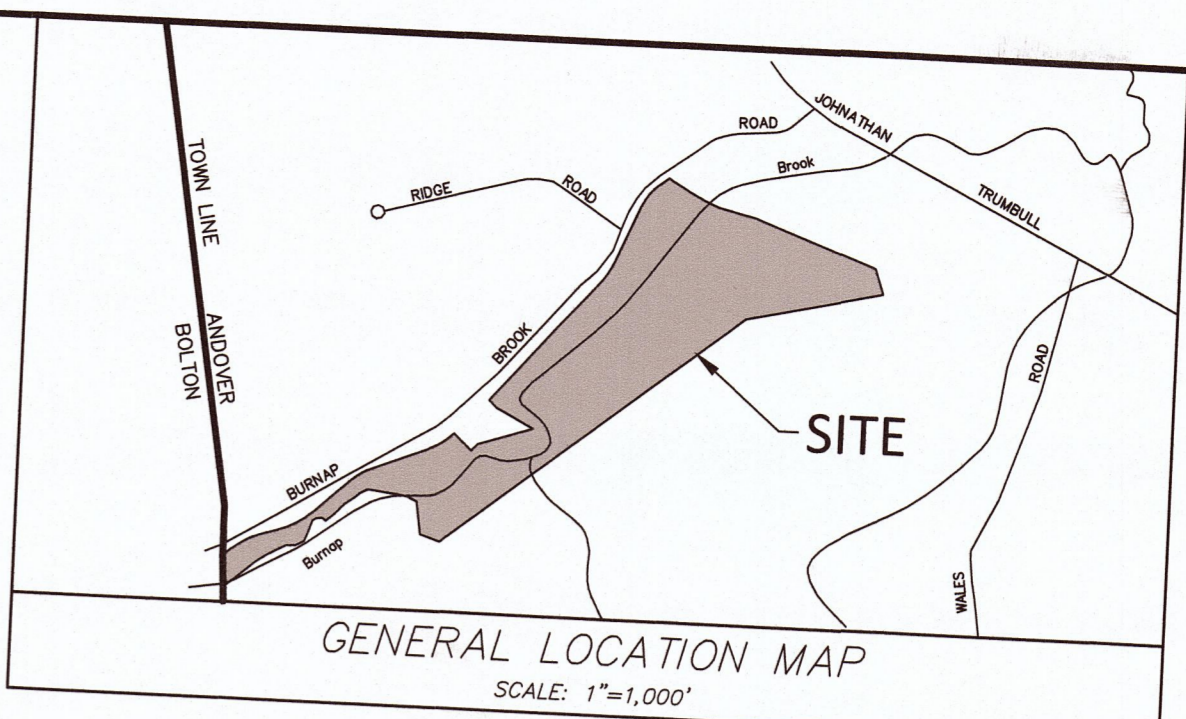 JOHNATHAN
TRUMBULL
ROAD
Brook
RIDGE
ROAD
TOWN LINE
ANDOVER
BOLTON
BROOK
ROAD
SITE
BURNAP
Burnap
WALES
GENERAL LOCATION MAP
SCALE: 1"=1,000'